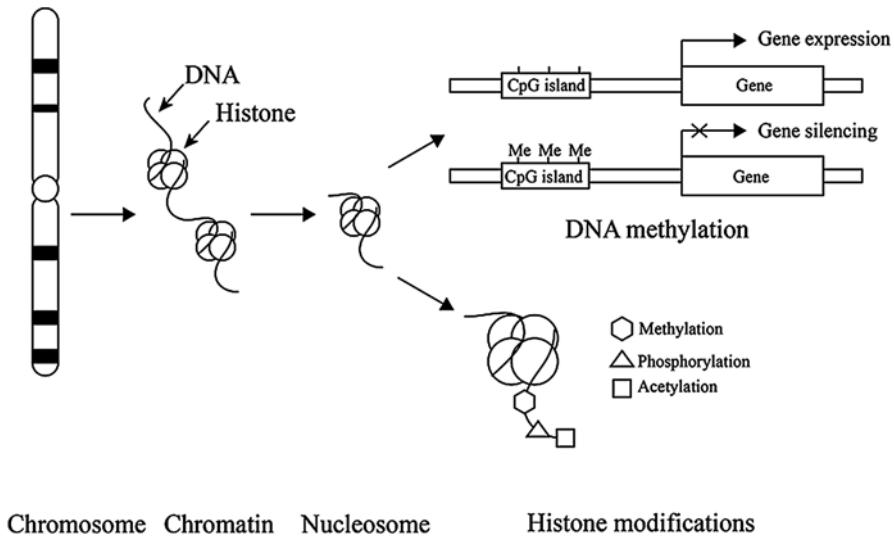 Gene expression
DNA
CpG island
Gene
Histone
Me Me Me
Gene silencing
CpG island
Gene
DNA methylation
Methylation
Phosphorylation
Acetylation
Chromosome
Chromatin
Nucleosome
Histone modifications